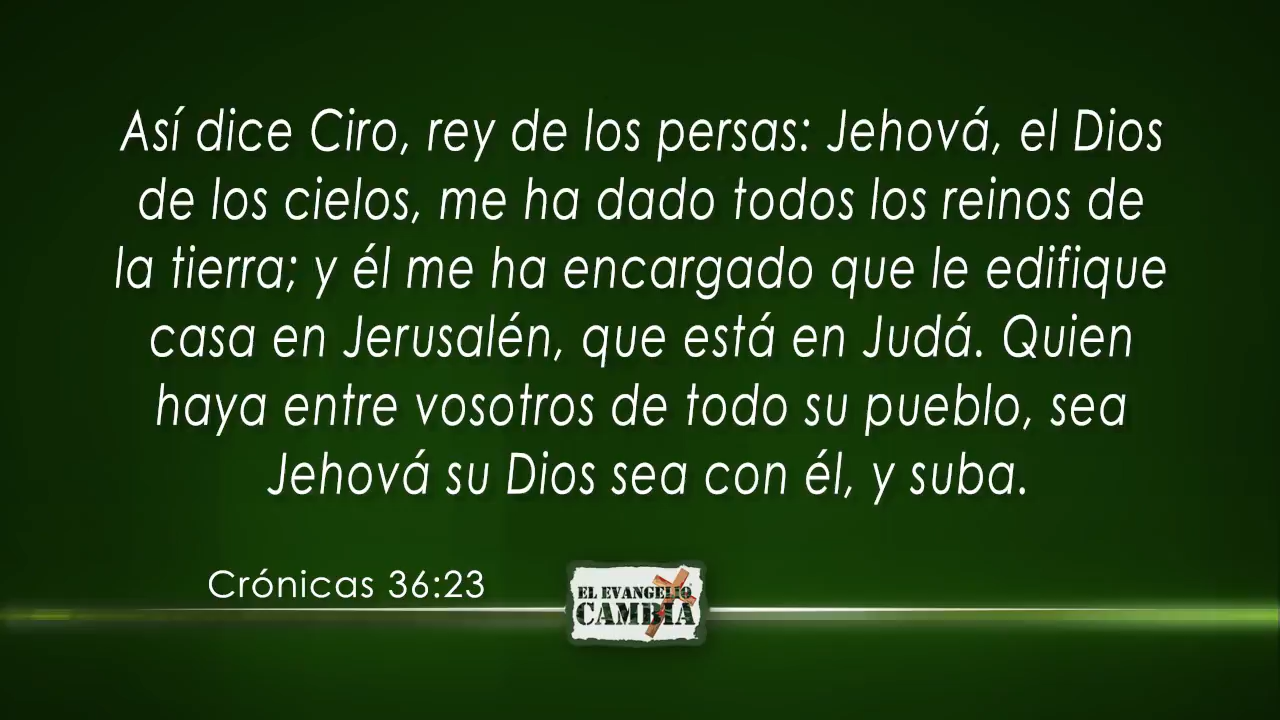 Así dice Ciro, rey de los persas: Jehová, el Dios
de los cielos, me ha dado todos los reinos de
la tierra; y él me ha encargado que le edifique
casa en Jerusalén, que está en Judá. Quien
haya entre vosotros de todo su pueblo, sea
Jehová su Dios sea con él, y suba.
Crónicas 36:23
EL EVANGELIO
CAMBIA